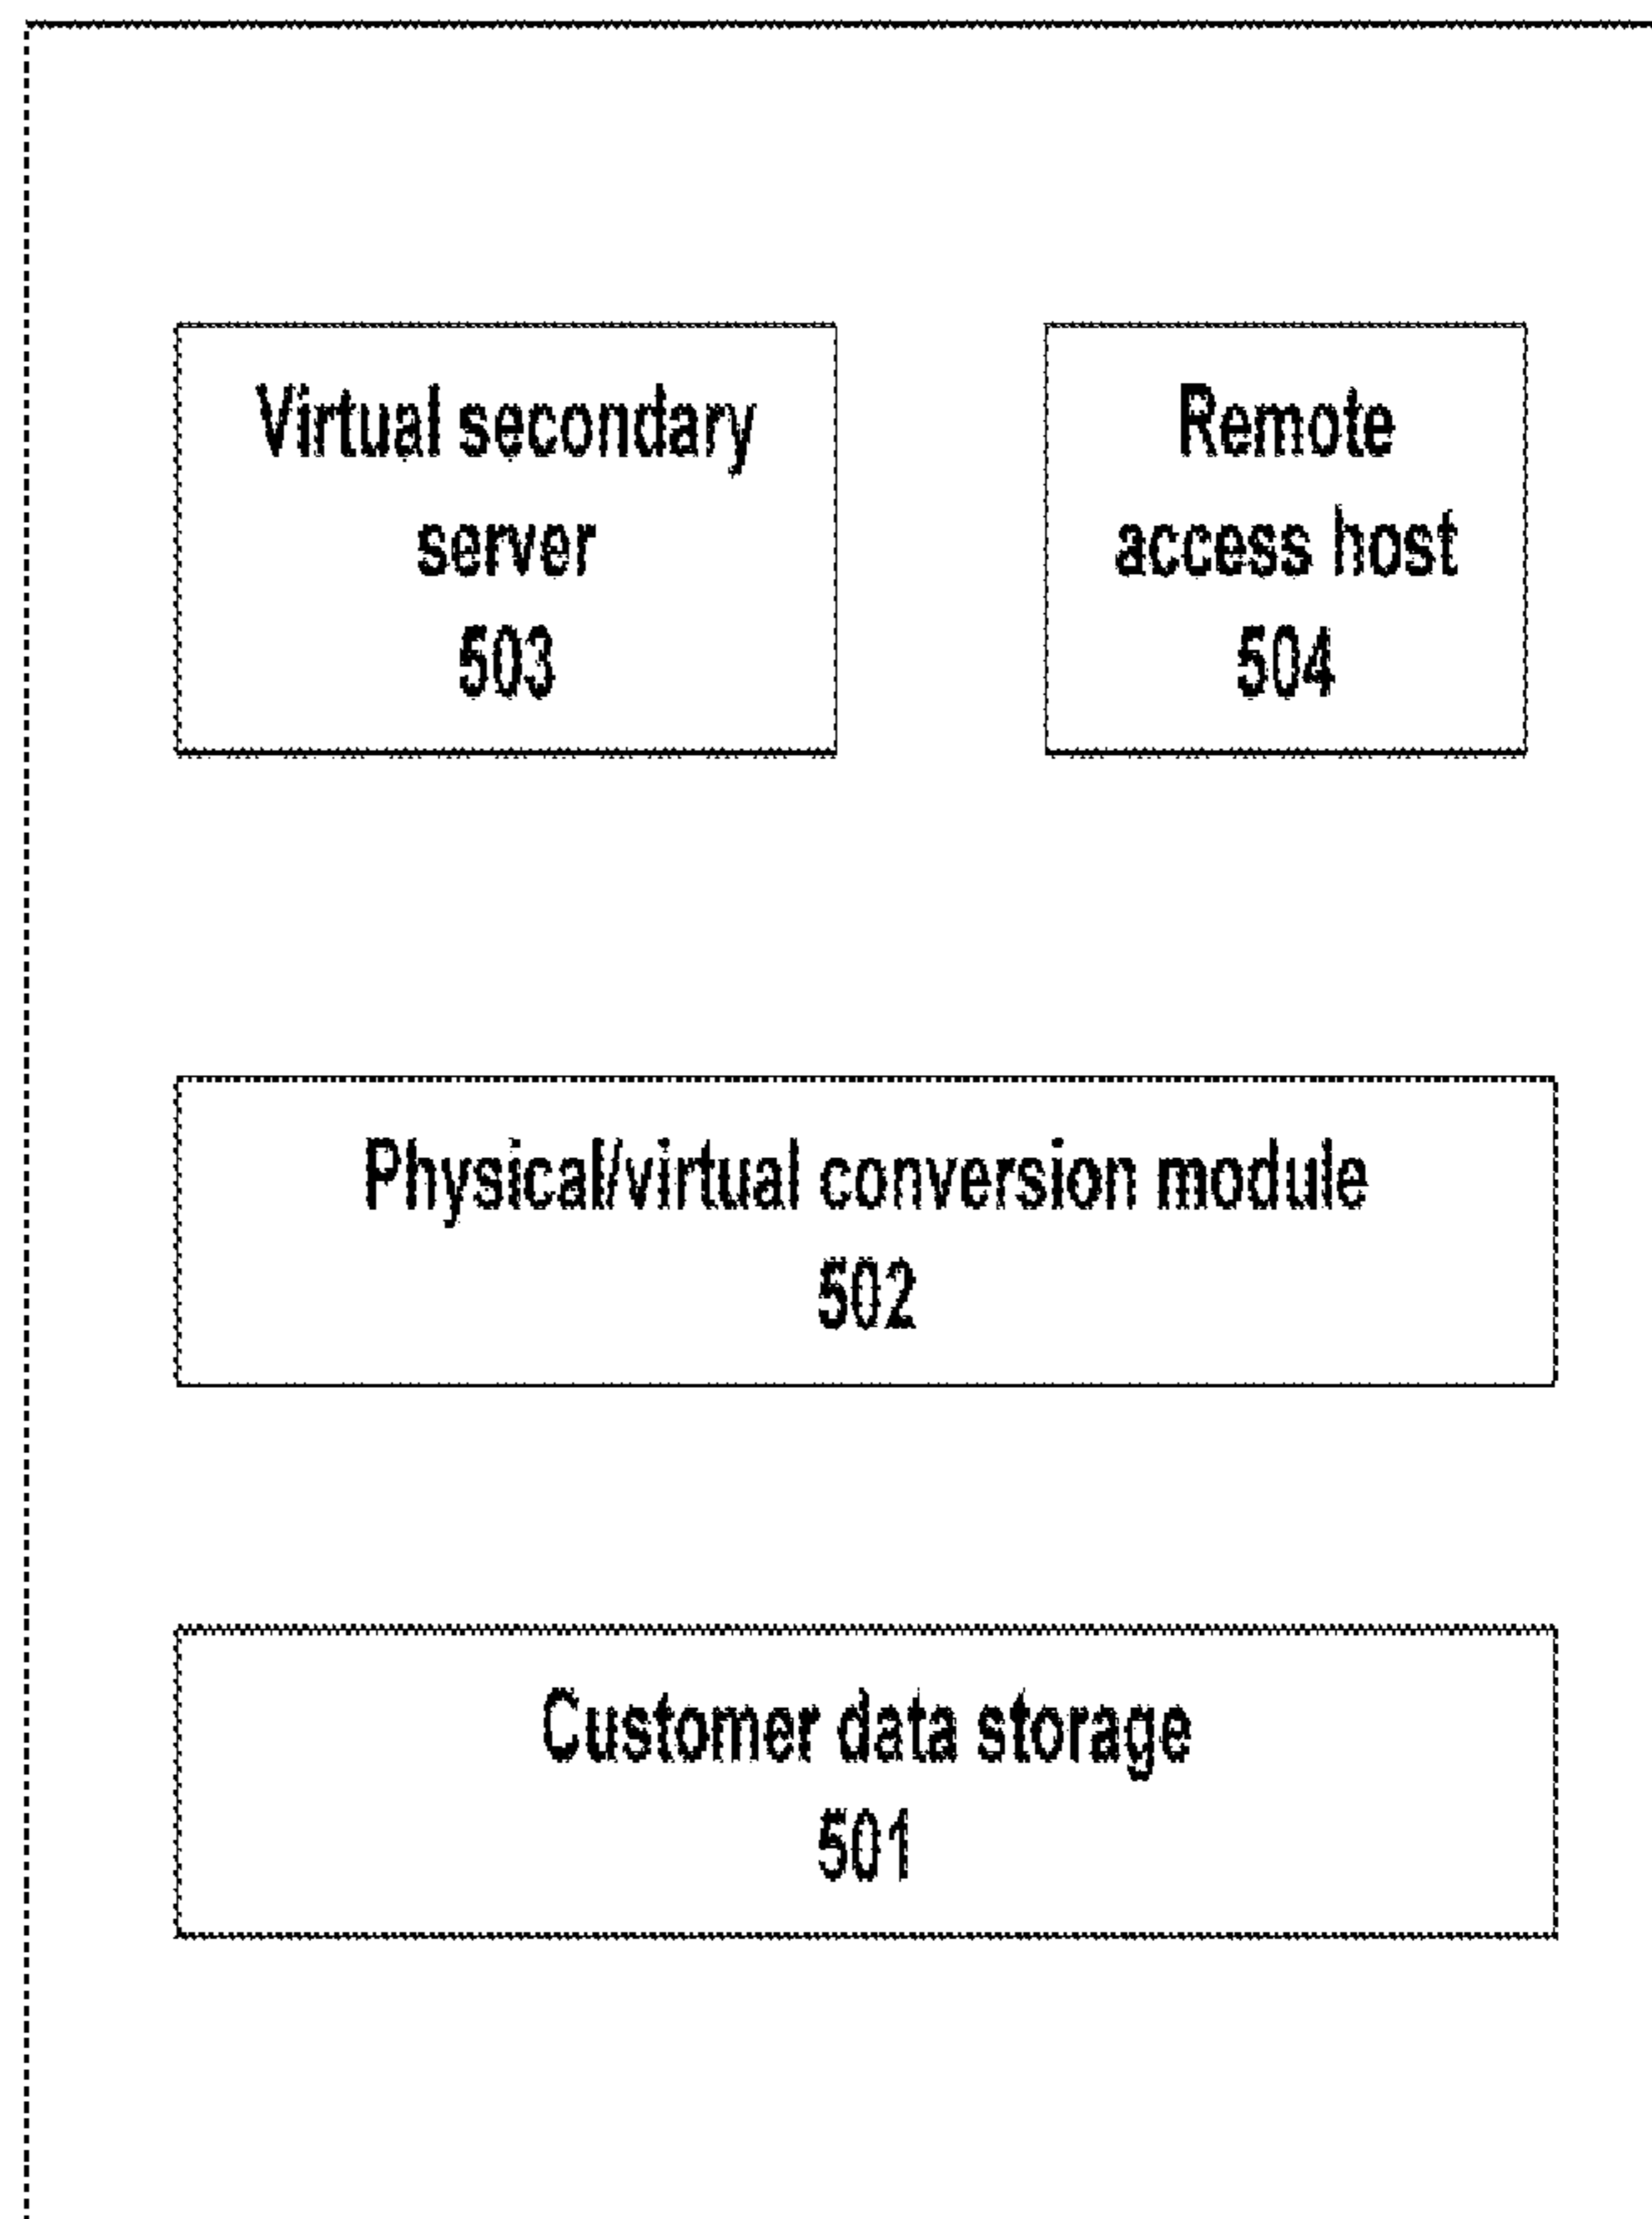 Virtual secondary
server
503
Remote
access host
504
Physical/virtual conversion module
502
Customer data storage
501